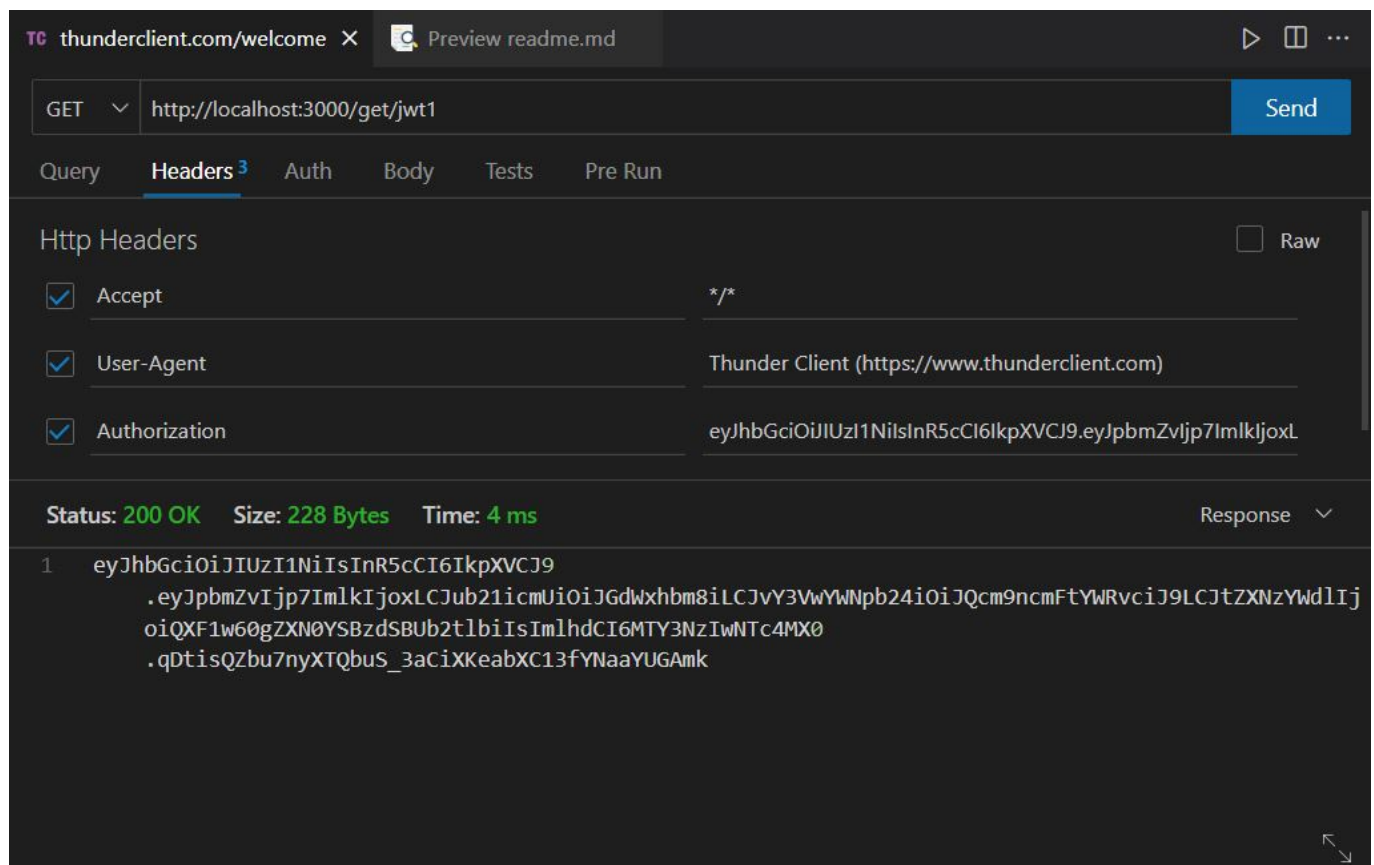 TC thunderclient.com/welcome X Preview readme.md
GET http://localhost:3000/get/jwt1 Send
Query Headers 3 Auth Body Tests Pre Run
Http Headers Raw
Accept */*
User-Agent Thunder Client (https://www.thunderclient.com)
Authorization eyJhbGciOiJIUzI1NiIsInR5cCI6IkpXVCJ9.eyJpbmZvIjp7ImlkIjoxL
Status: 200 OK Size: 228 Bytes Time: 4 ms Response
1 eyJhbGciOiJIUzI1NiIsInR5cCI6IkpXVCJ9
.eyJpbmZvIjp7ImlkIjoxLCJub21icmUiOiJGdWxhbm8iLCJvY3VwYWNpb24iOiJQcm9ncmFtYWRvciJ9LCJtZXNzYWdlIj
oiQXF1w60gZXN0YSBzdSBUb2tlbiIsImlhdCI6MTY3NzIwNTc4MX0
.qDtisQZbu7nyXTQbuS_3aCiXKeabXC13fYNaaYUGAmk